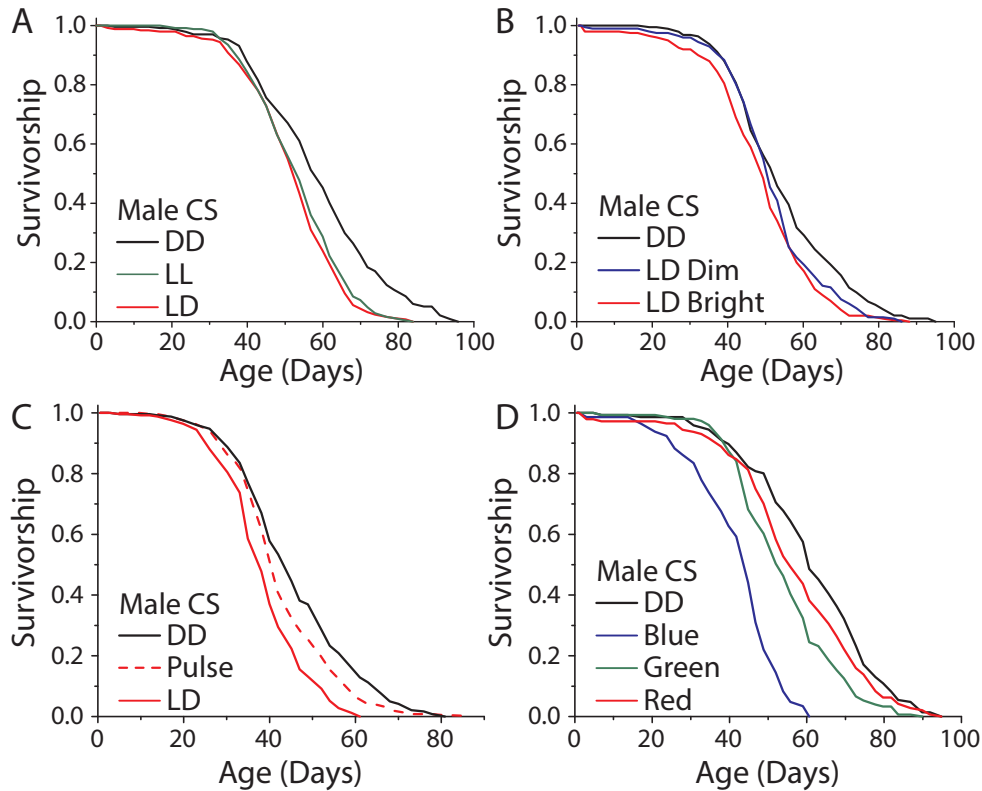 A
1.0
0.8
0.6
0.4
0.2
0.0
Survivorship
Male CS
DD
LL
LD
0 20 40 60 80 100
Age (Days)
B
1.0
0.8
0.6
0.4
0.2
0.0
Survivorship
Male CS
DD
LD Dim
LD Bright
0 20 40 60 80 100
Age (Days)
C
1.0
0.8
0.6
0.4
0.2
0.0
Survivorship
Male CS
DD
Pulse
LD
0 20 40 60 80
Age (Days)
D
1.0
0.8
0.6
0.4
0.2
0.0
Survivorship
Male CS
DD
Blue
Green
Red
0 20 40 60 80 100
Age (Days)